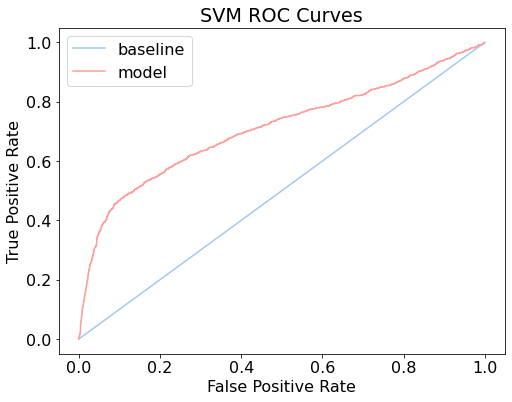 SVM ROC Curves
baseline
model
True Positive Rate
1.0
0.8
0.6
0.4
0.2
0.0
0.0 0.2 0.4 0.6 0.8 1.0
False Positive Rate